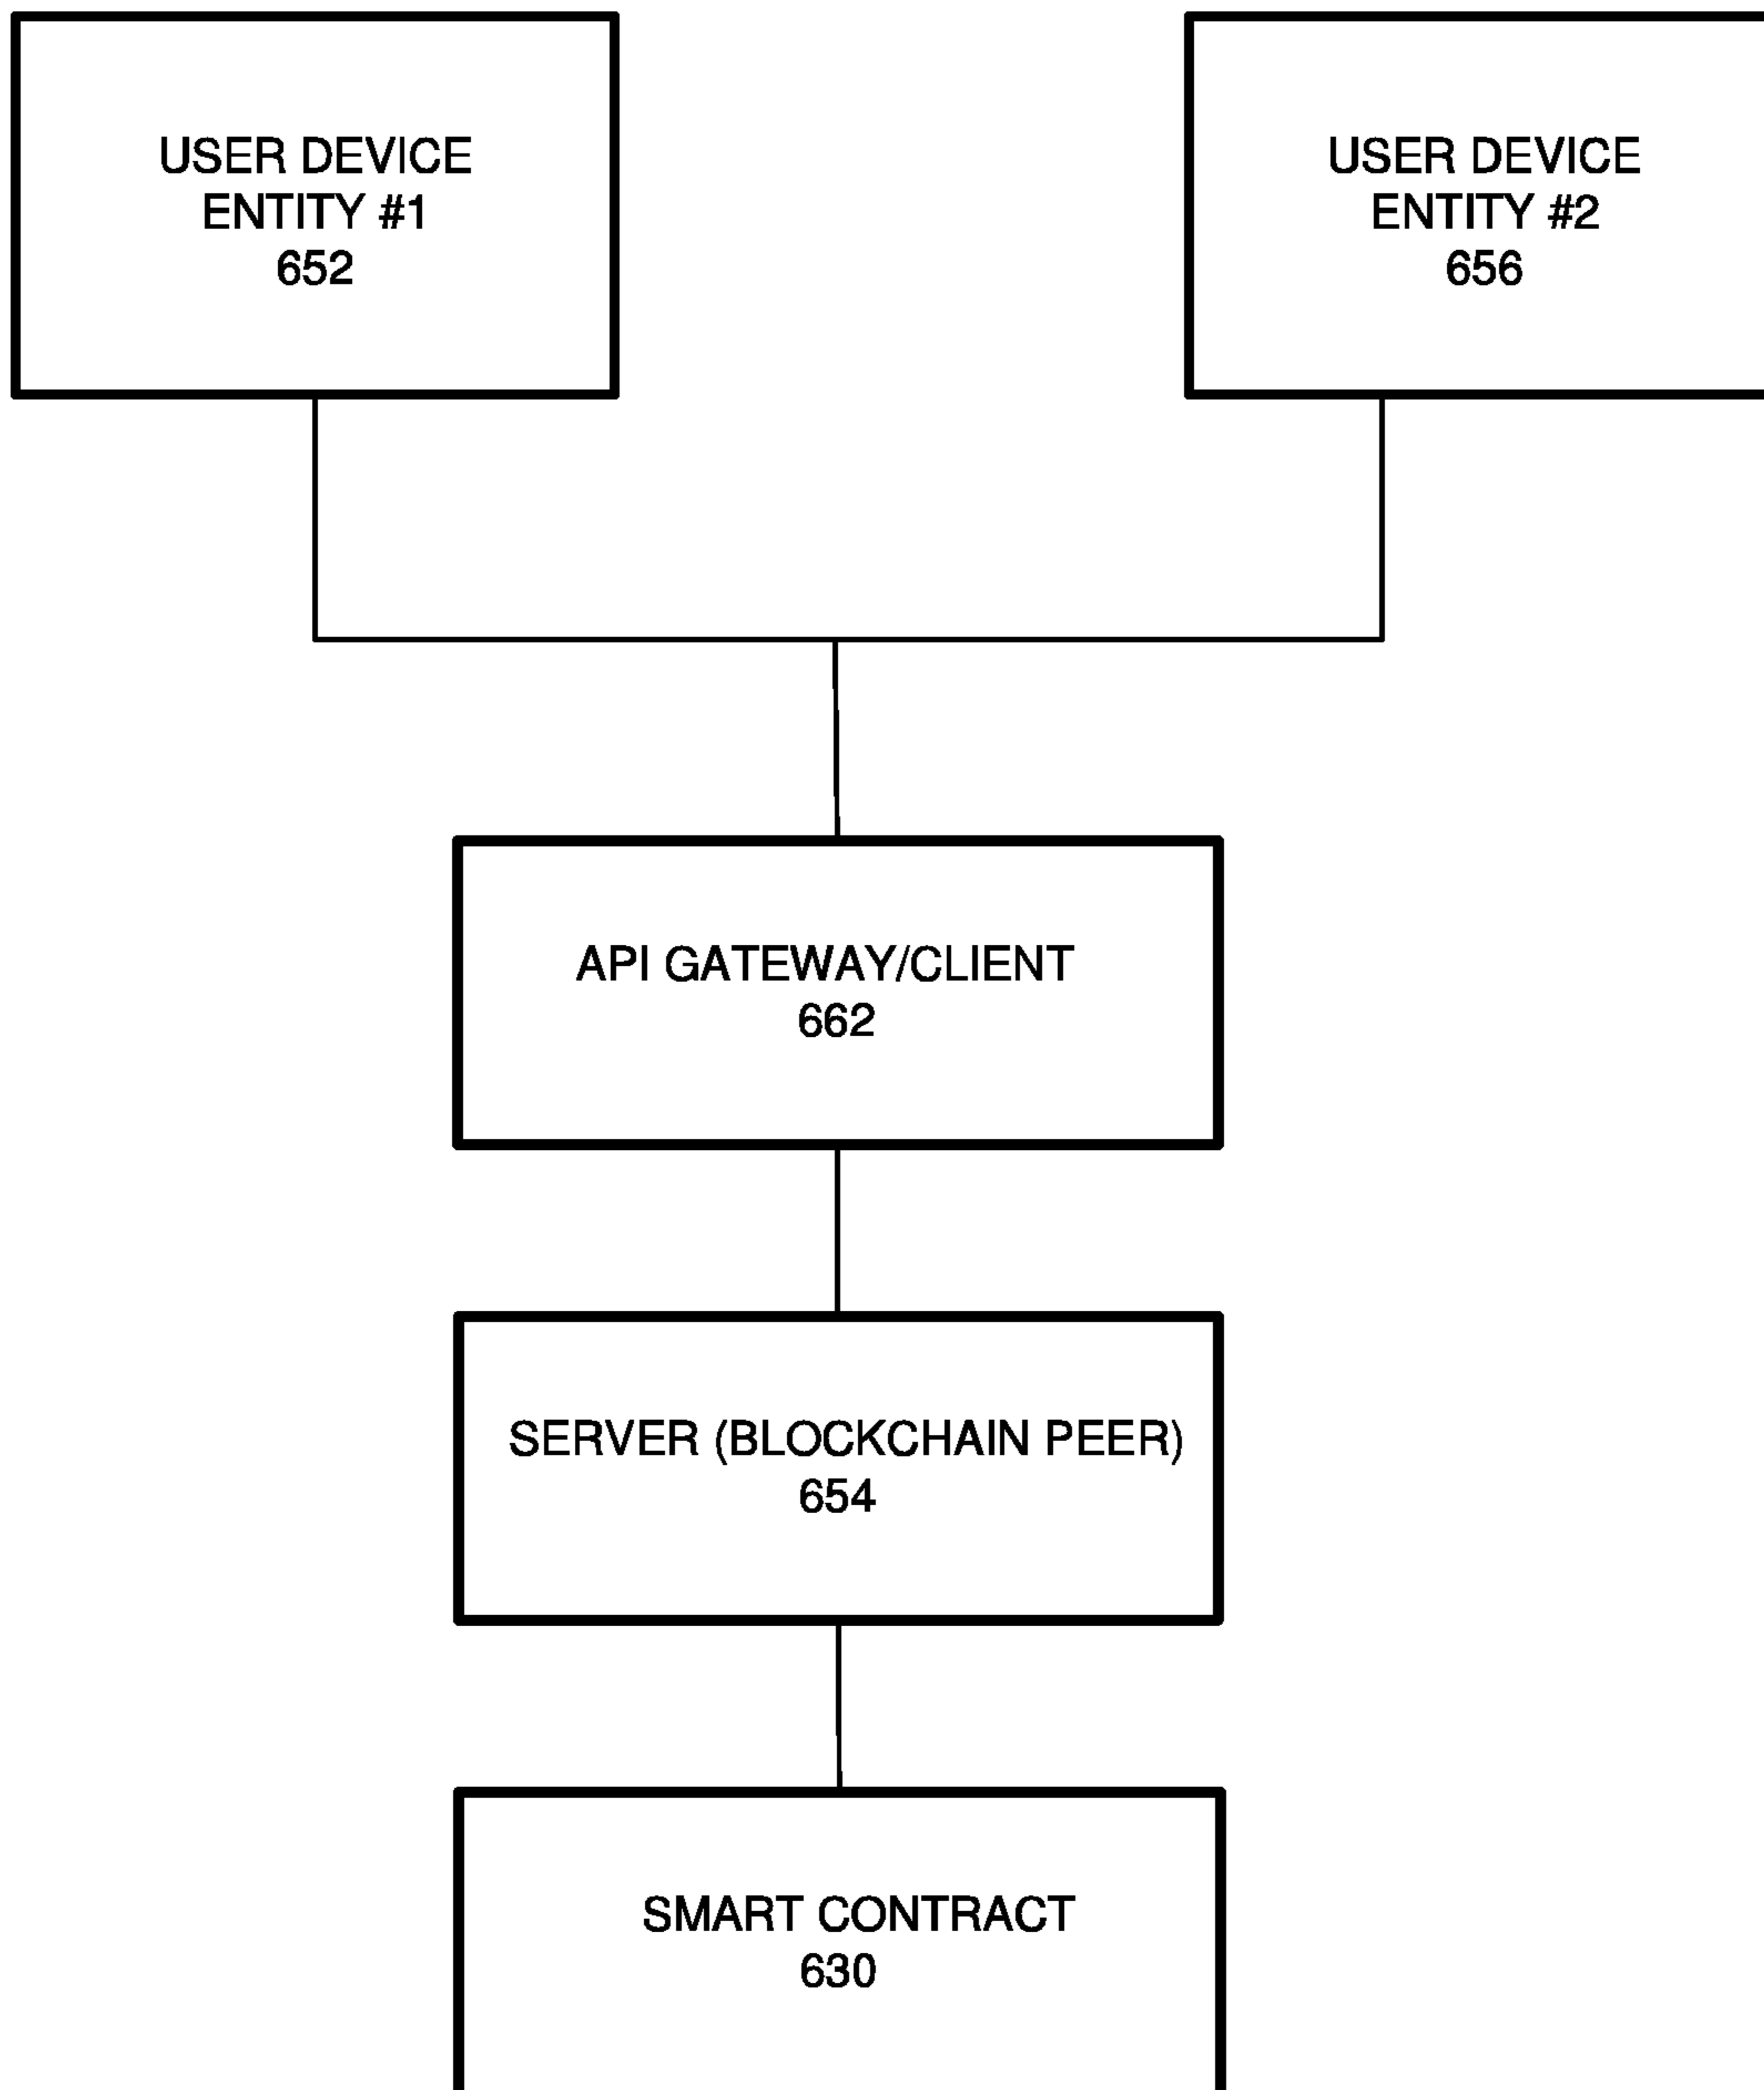 USER DEVICE
ENTITY #1
652
USER DEVICE
ENTITY #2
656
API GATEWAY/CLIENT
662
SERVER (BLOCKCHAIN PEER)
654
SMART CONTRACT
630